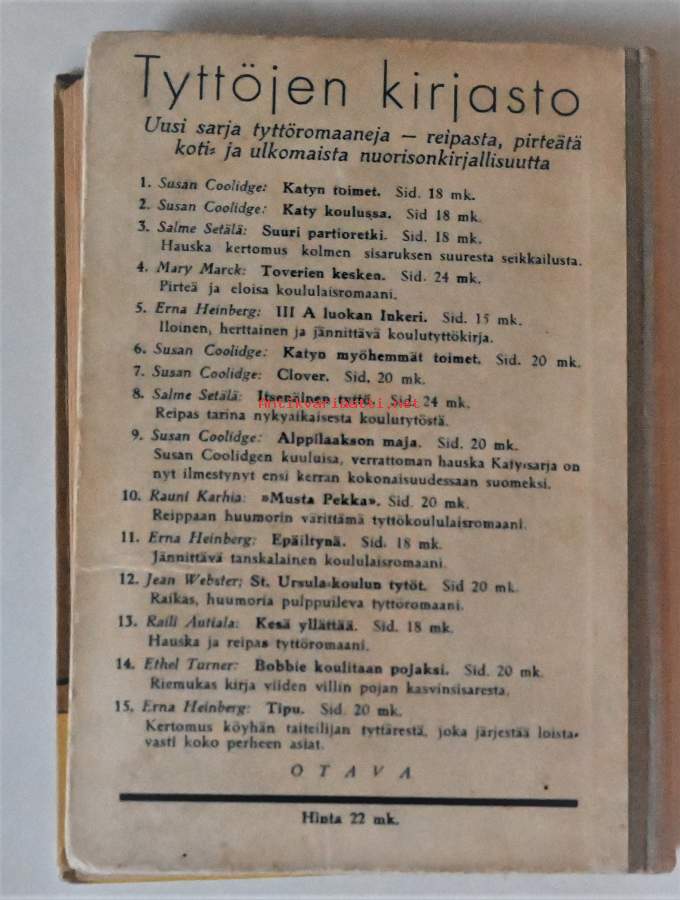 Tyttöjen kirjasto
Uusi sarja tyttöromaaneja — reipasta, pirteätä
koti- ja ulkomaista nuorisonkirjallisuutta
1. Susan Coolidge: Katyn toimet. Sid. 18 mk.
2. Susan Coolidge: Katy koulussa. Sid 18 mk.
3. Salme Setälä: Suuri partioretki. Sid. 18 mk.
Hauska kertomus kolmen sisaruksen suuresta seikkailusta.
4. Mary Marck: Toverien kesken. Sid. 24 mk.
Pirteä ja eloisa koululaisromaani.
5. Erna Heinberg: III A luokan Inkeri. Sid. 15 mk.
Iloinen, herttainen ja jännittävä koulutyttökirja.
6. Susan Coolidge: Katyn myöhemmät toimet. Sid. 20 mk.
7. Susan Coolidge: Clover. Sid. 20 mk.
8. Salme Setälä: Itsenäinen tyttö. Sid. 24 mk.
Antikvariaatti.net
Reipas tarina nykyaikaisesta koulutytöstä.
9. Susan Coolidge: Alppilaakson maja. Sid. 20 mk.
Susan Coolidgen kuuluisa, verrattoman hauska Katy-sarja on
nyt ilmestynyt ensi kerran kokonaisuudessaan suomeksi.
10. Rauni Karhia: »Musta Pekka». Sid. 20 mk.
Reippaan huumorin värittämä tyttökoululaisromaani.
11. Erna Heinberg: Epäiltynä. Sid. 18 mk.
Jännittävä tanskalainen koululaisromaani.
12. Jean Webster: St. Ursula-koulun tytöt. Sid 20 mk.
Raikas, huumoria pulppuileva tyttöromaani.
13. Raili Autiala: Kesä yllättää. Sid. 18 mk.
Hauska ja reipas tyttöromaani.
14. Ethel Turner: Bobbie koulitaan pojaksi. Sid. 20 mk.
Riemukas kirja viiden villin pojan kasvinsisaresta.
15. Erna Heinberg: Tipu. Sid. 20 mk.
Kertomus köyhän taiteilijan tyttärestä, joka järjestää loista-
vasti koko perheen asiat.
OTAVA
Hinta 22 mk.